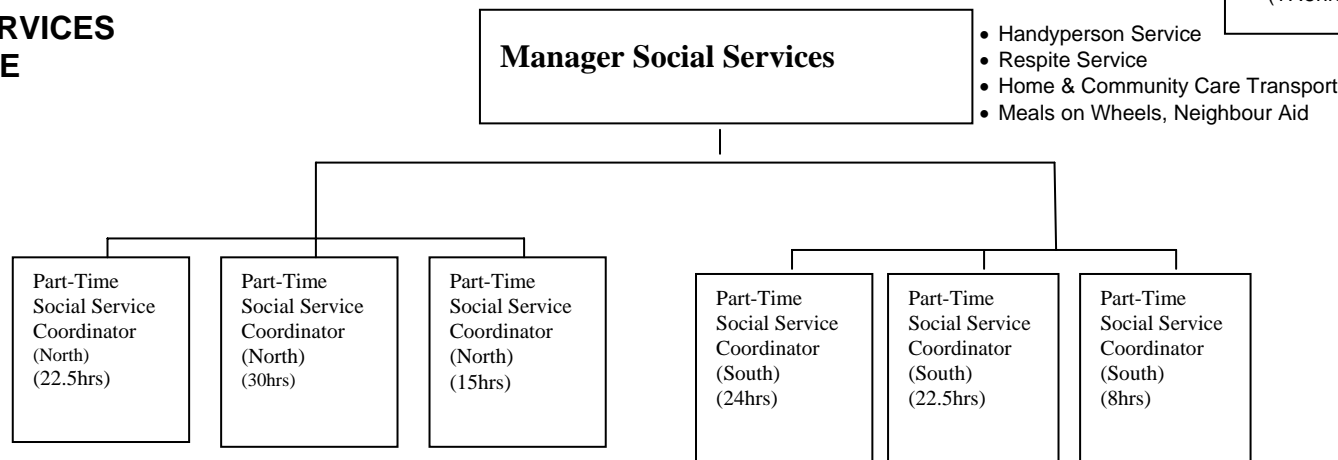 RVICES
E
Manager Social Services
• Handyperson Service
• Respite Service
• Home & Community Care Transport
• Meals on Wheels, Neighbour Aid
Part-Time
Social Service
Coordinator
(North)
(22.5hrs)
Part-Time
Social Service
Coordinator
(North)
(30hrs)
Part-Time
Social Service
Coordinator
(North)
(15hrs)
Part-Time
Social Service
Coordinator
(South)
(24hrs)
Part-Time
Social Service
Coordinator
(South)
(22.5hrs)
Part-Time
Social Service
Coordinator
(South)
(8hrs)